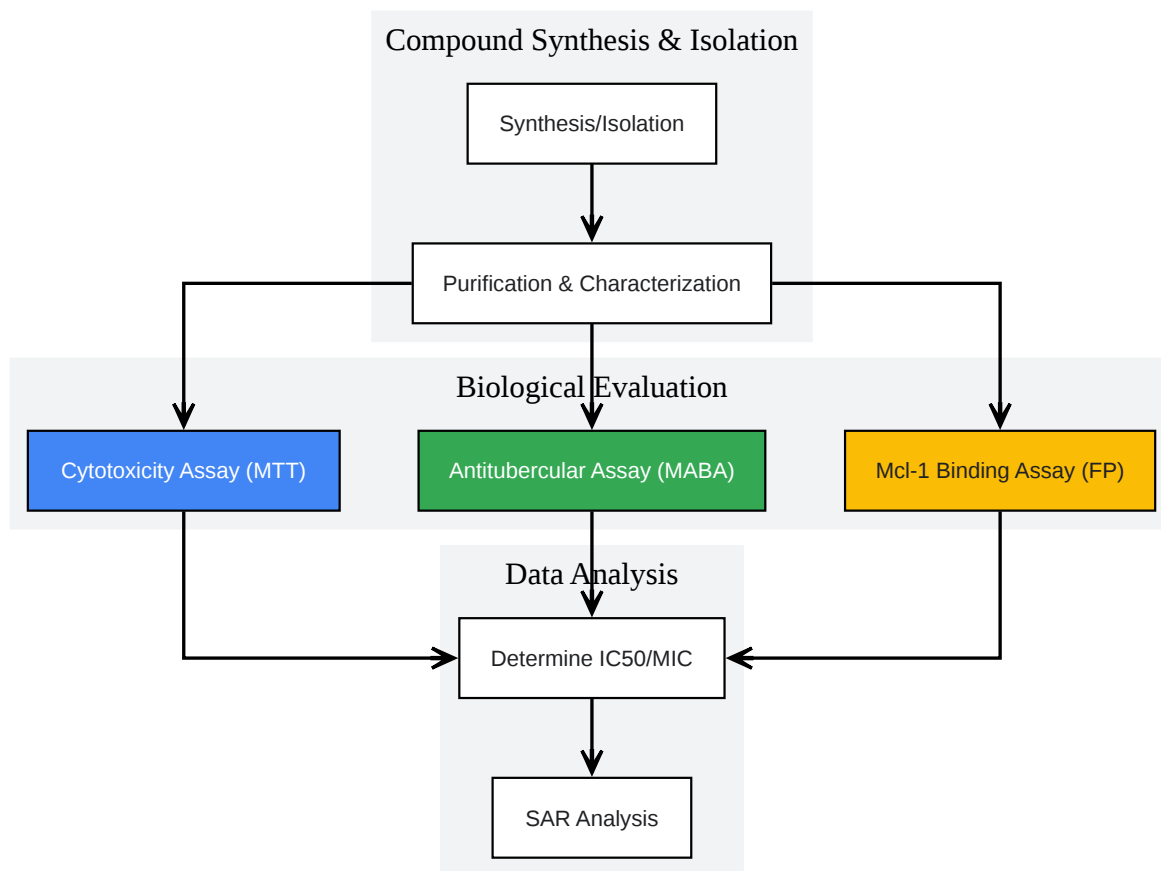 Compound Synthesis & Isolation
Synthesis/Isolation
Purification & Characterization
Biological Evaluation
Cytotoxicity Assay (MTT)
Antitubercular Assay (MABA)
Mcl-1 Binding Assay (FP)
Data Analysis
Determine IC50/MIC
SAR Analysis